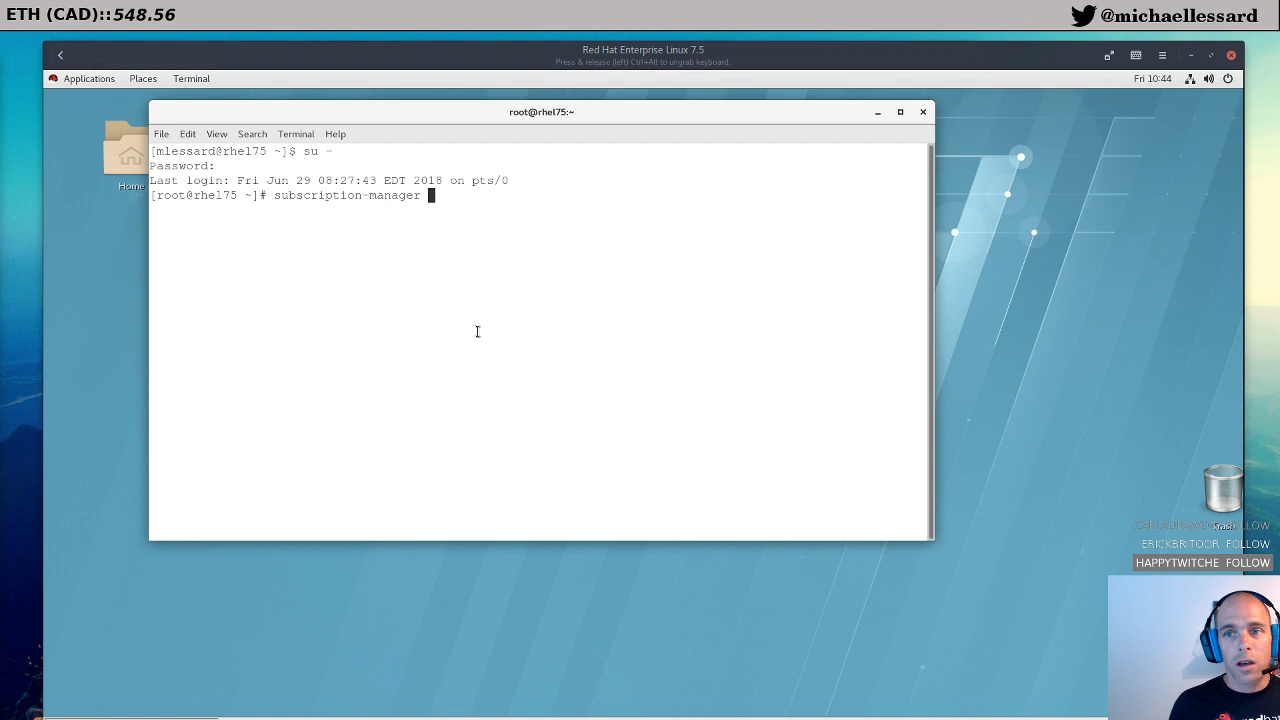 ETH (CAD)::548.56
@michaellessard
Red Hat Enterprise Linux 7.5
Press & release (left) Ctrl+Alt to ungrab keyboard.
Applications Places Terminal
Fri 10:44
root@rhel75:~
File Edit View Search Terminal Help
[mlessard@rhel75 ~]$ su -
Password:
Last login: Fri Jun 29 08:27:43 EDT 2018 on pts/0
[root@rhel75 ~]# subscription-manager
Home
Trash
ERICKBRITOOR FOLLOW
HAPPYTWITCHE FOLLOW